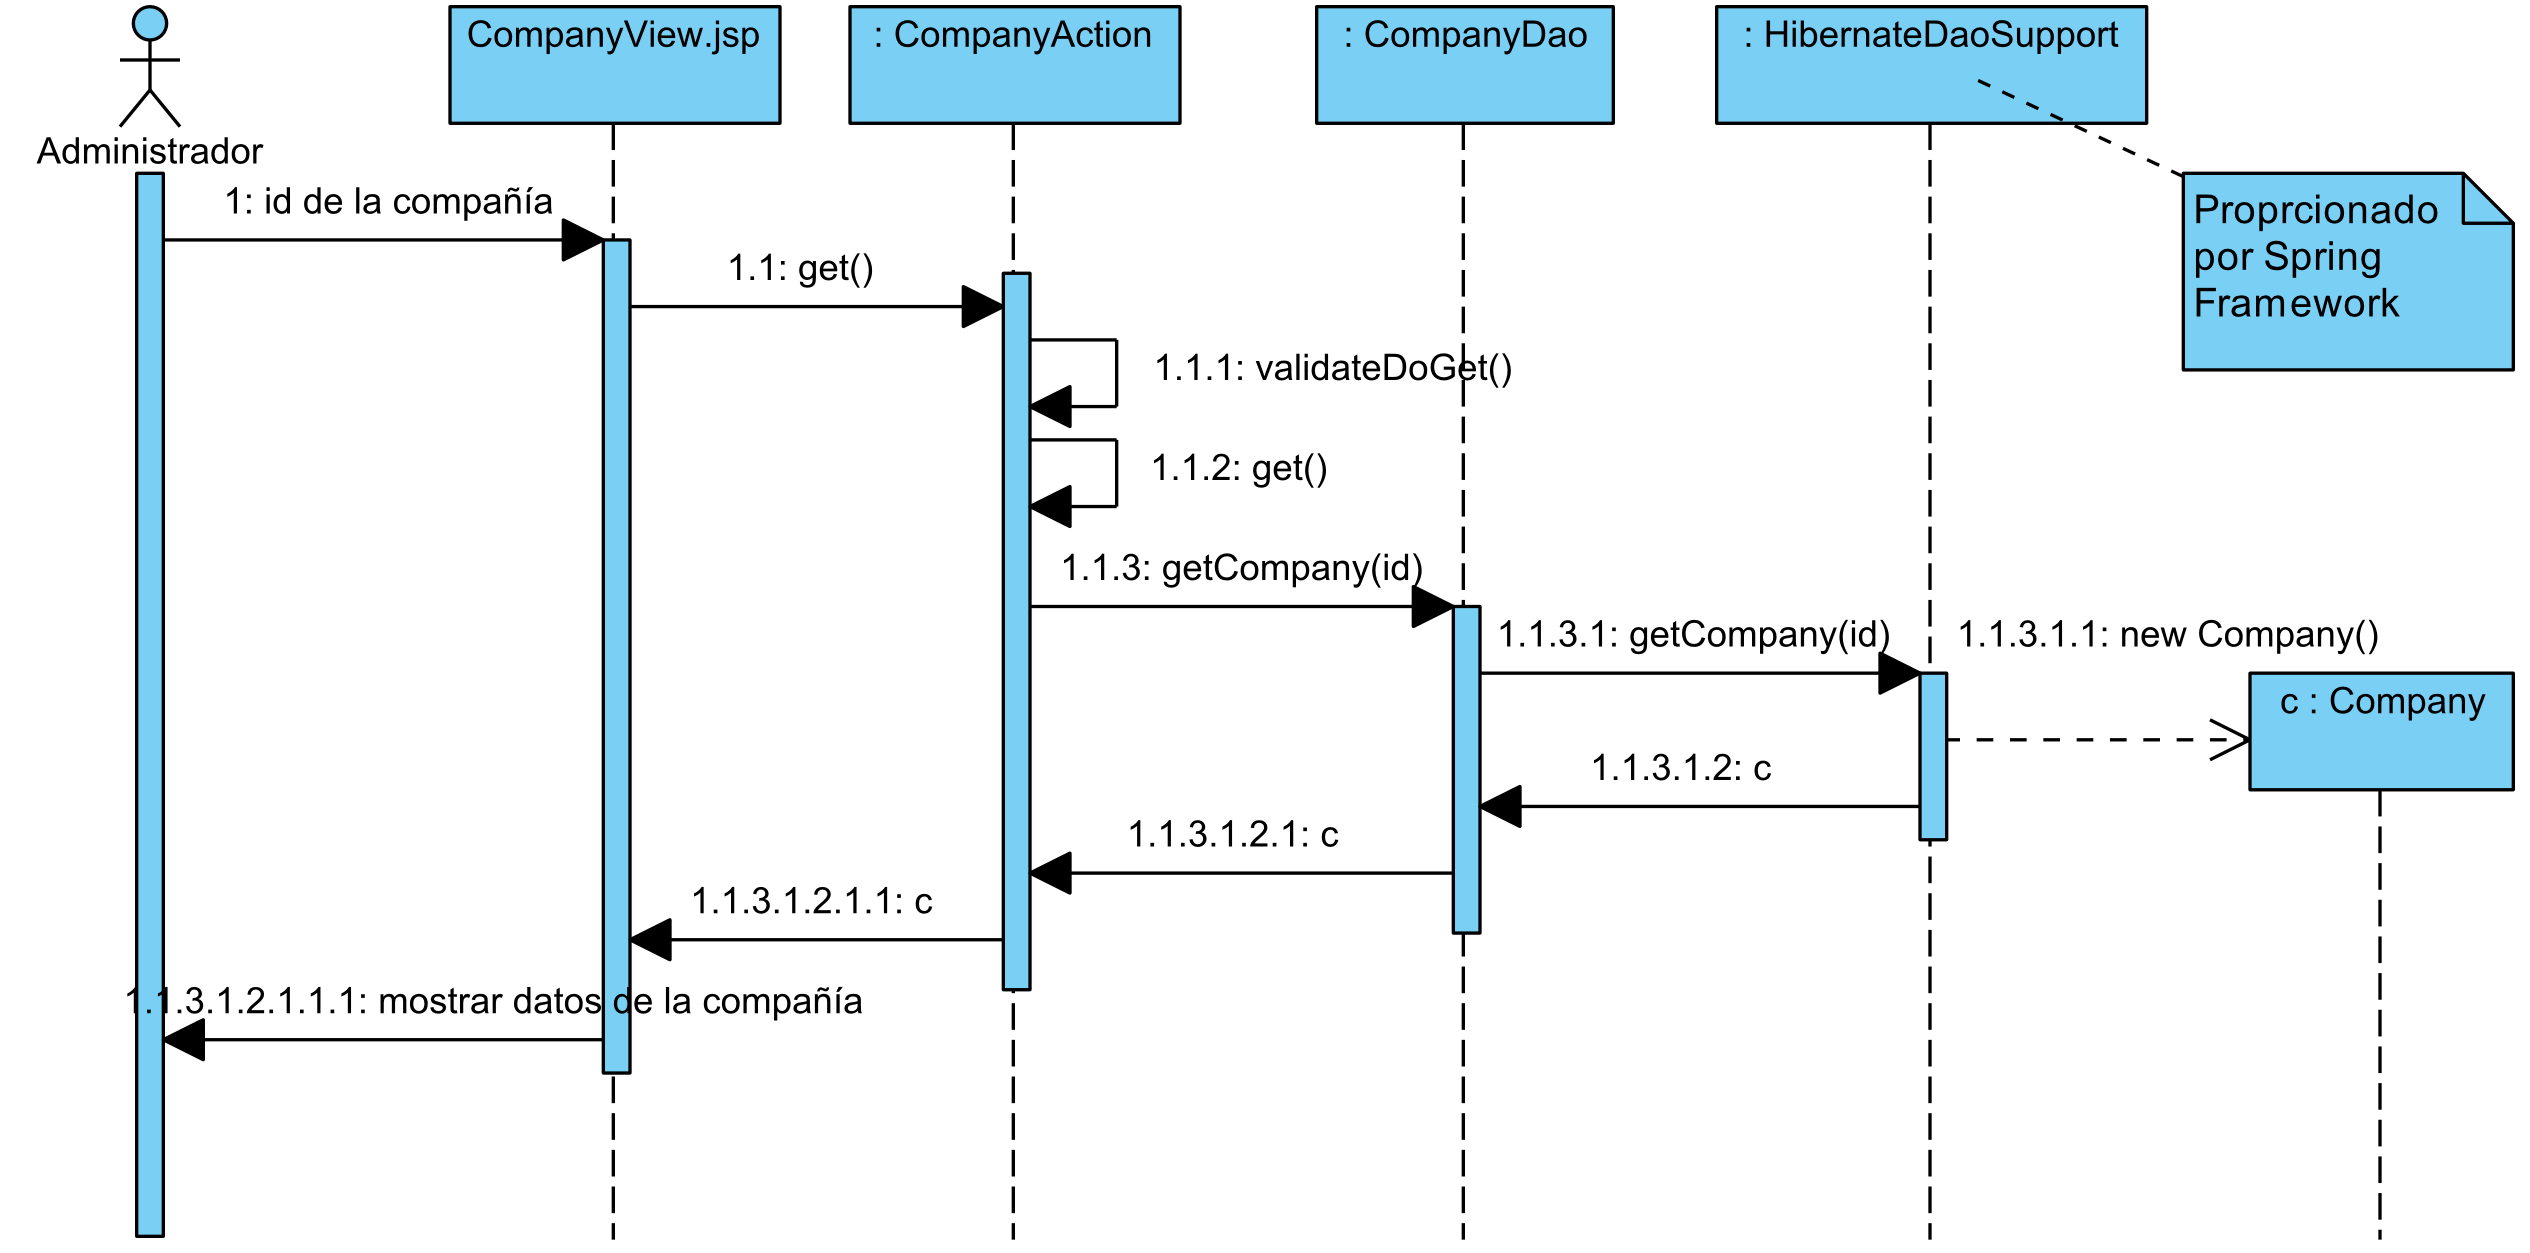 CompanyView.jsp
: CompanyAction
: CompanyDao
: HibernateDaoSupport
Administrador
1: id de la compañía
Proprcionado
por Spring
Framework
1.1: get()
1.1.1: validateDoGet()
1.1.2: get()
1.1.3: getCompany(id)
1.1.3.1: getCompany(id)
1.1.3.1.1: new Company()
c : Company
1.1.3.1.2: c
1.1.3.1.2.1: c
1.1.3.1.2.1.1: c
1.1.3.1.2.1.1.1: mostrar datos de la compañía